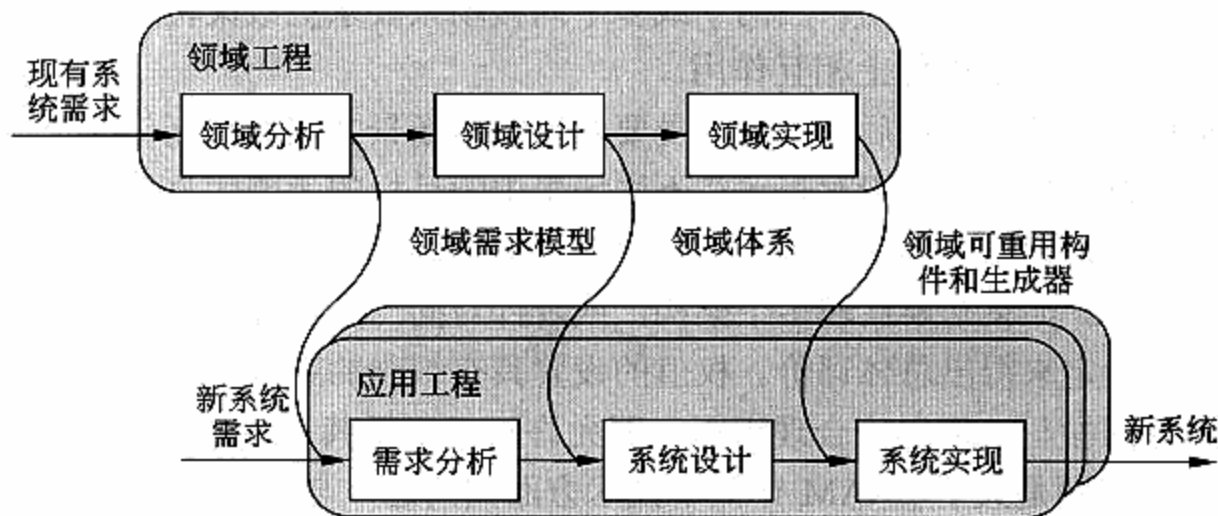 领域工程
现有系
统需求
领域分析
领域设计
领域实现
领域需求模型
领域体系
领域可重用构
件和生成器
应用工程
新系统
需求
需求分析
系统设计
系统实现
新系统